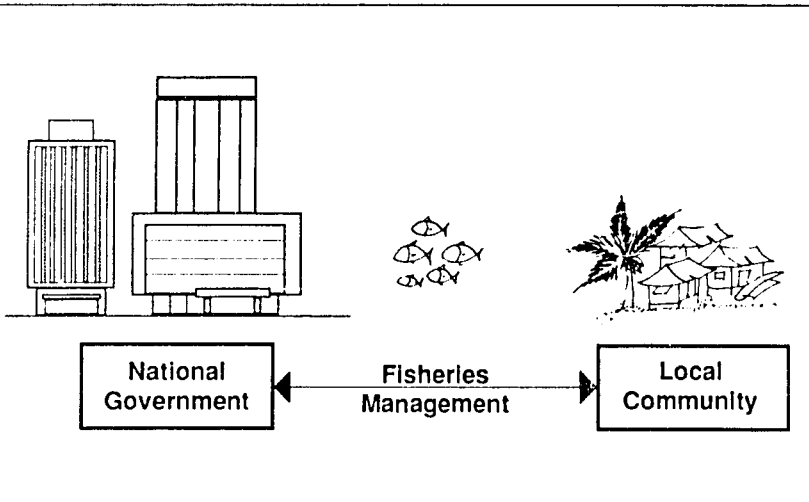 National
Government
Fisheries
Management
Local
Community